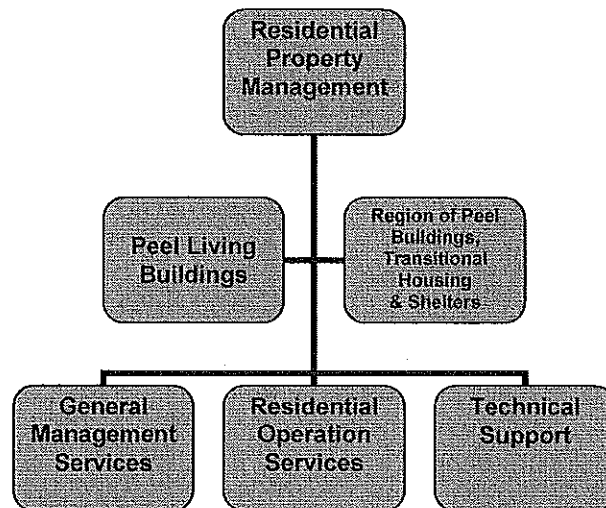 Residential
Property
Management
Peel Living
Buildings
Region of Peel
Buildings,
Transitional
Housing
& Shelters
General
Management
Services
Residential
Operation
Services
Technical
Support